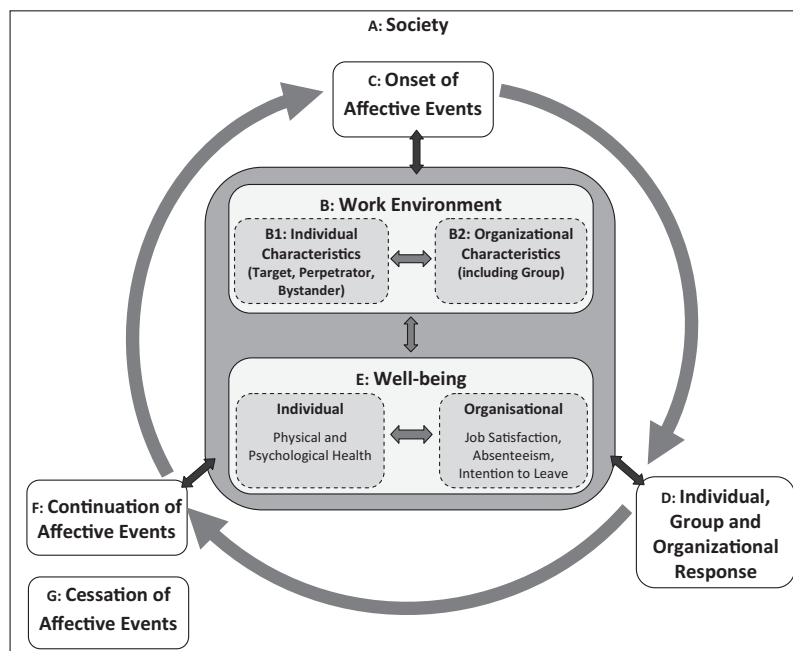 A: Society
C: Onset of
Affective Events
B: Work Environment
B1: Individual
Characteristics
(Target, Perpetrator,
Bystander)
B2: Organizational
Characteristics
(including Group)
E: Well-being
Individual
Physical and
Psychological Health
Organisational
Job Satisfaction,
Absenteeism,
Intention to Leave
D: Individual,
Group and
Organizational
Response
F: Continuation of
Affective Events
G: Cessation of
Affective Events